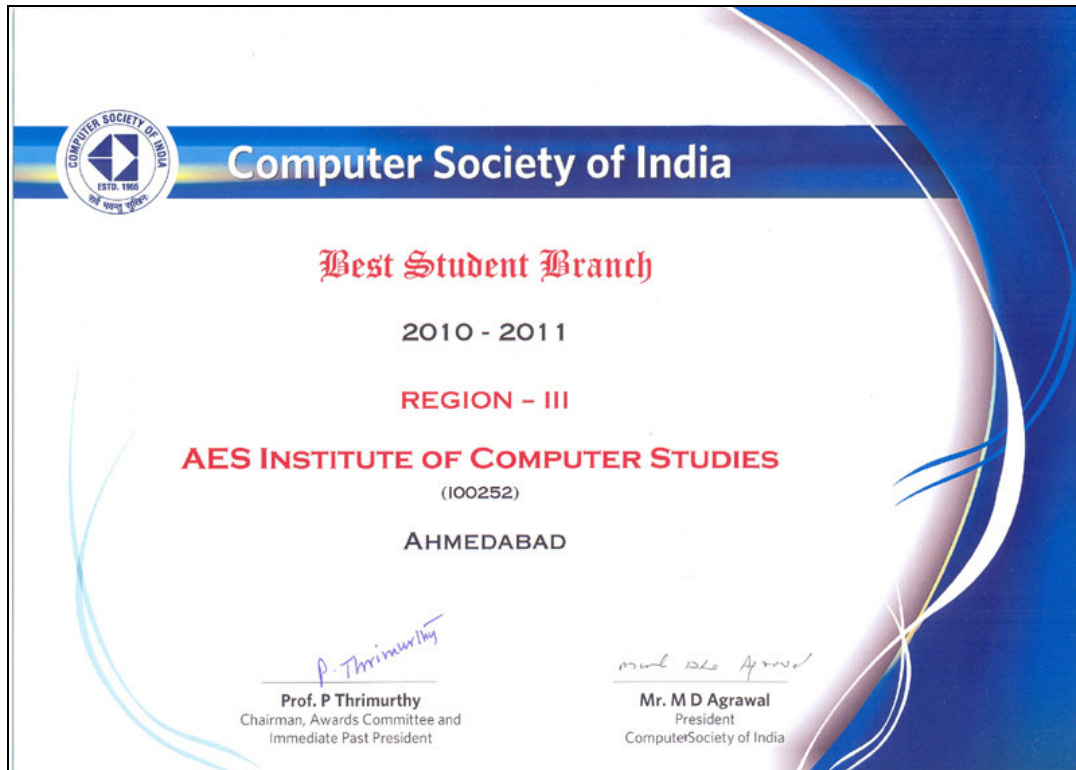 COMPUTER SOCIETY OF INDIA
ESTD. 1965
सर्वे भवन्तु सुखिनः
Computer Society of India
Best Student Branch
2010 - 2011
REGION – III
AES INSTITUTE OF COMPUTER STUDIES
(I00252)
AHMEDABAD
P. Thrimurthy
Prof. P Thrimurthy
Chairman, Awards Committee and
Immediate Past President
Mr. M D Agrawal
President
ComputerSociety of India